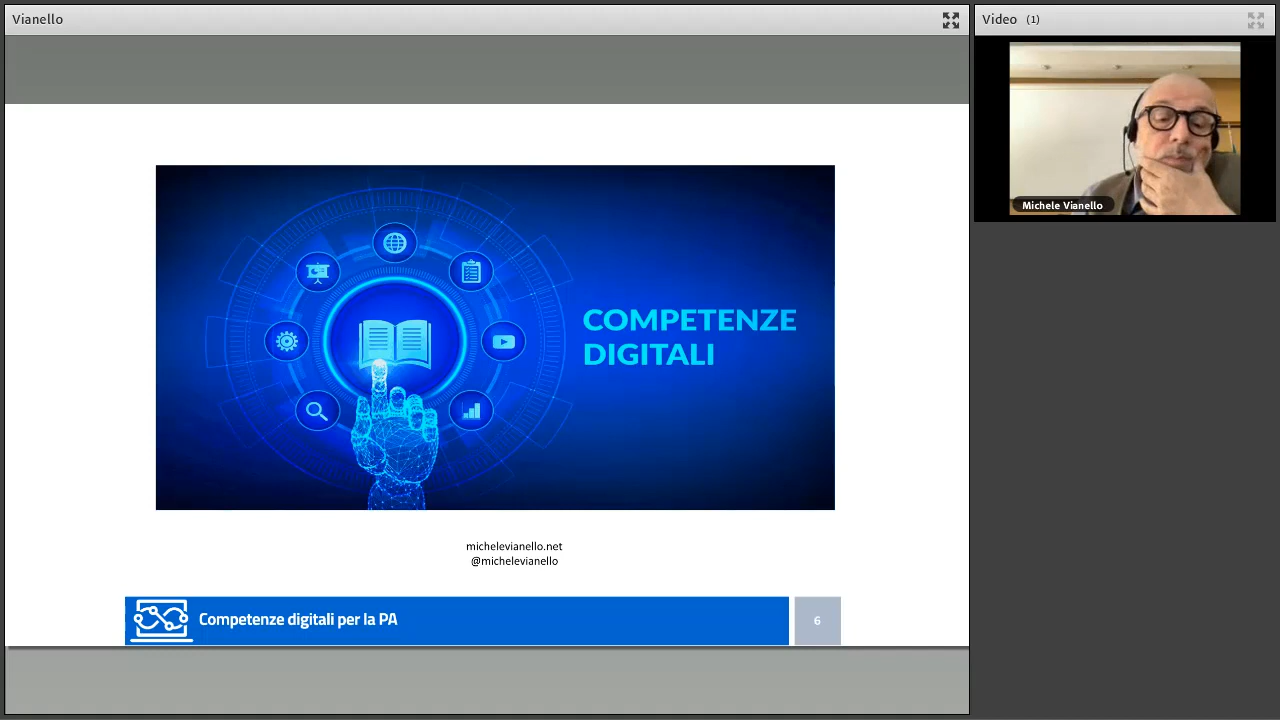 Vianello
Video (1)
Michele Vianello
COMPETENZE
DIGITALI
michelevianello.net
@michelevianello
Competenze digitali per la PA
6